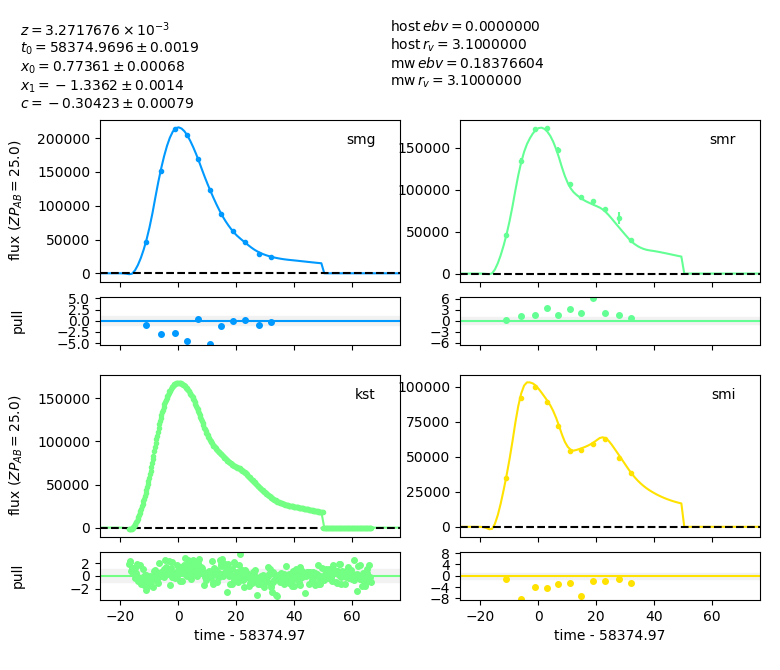 z = 3.2717676 × 10⁻³
t₀ = 58374.9696 ± 0.0019
x₀ = 0.77361 ± 0.00068
x₁ = −1.3362 ± 0.0014
c = −0.30423 ± 0.00079
host ebv = 0.0000000
host r_v = 3.1000000
mw ebv = 0.18376604
mw r_v = 3.1000000
smg
flux (ZP_AB = 25.0)
200000
150000
100000
50000
0
smr
150000
100000
50000
0
pull
5.0
2.5
0.0
−2.5
−5.0
6
3
0
−3
−6
kst
flux (ZP_AB = 25.0)
150000
100000
50000
0
smi
100000
75000
50000
25000
0
pull
2
0
−2
−20 0 20 40 60
time - 58374.97
8
4
0
−4
−8
−20 0 20 40 60
time - 58374.97